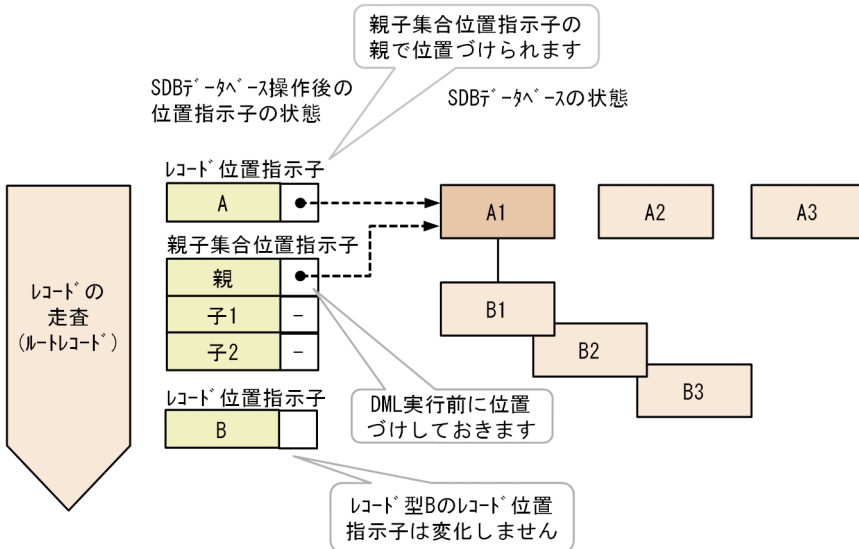 親子集合位置指示子の
親で位置づけられます
SDBﾃﾞｰﾀﾍﾞｰｽ操作後の
位置指示子の状態
SDBﾃﾞｰﾀﾍﾞｰｽの状態
ﾚｺｰﾄﾞ位置指示子
A
A1
A2
A3
親子集合位置指示子
親
子1
-
子2
-
ﾚｺｰﾄﾞの
走査
(ﾙｰﾄﾚｺｰﾄﾞ)
B1
B2
B3
ﾚｺｰﾄﾞ位置指示子
B
DML実行前に位置
づけしておきます
ﾚｺｰﾄﾞ型Bのﾚｺｰﾄﾞ位置
指示子は変化しません